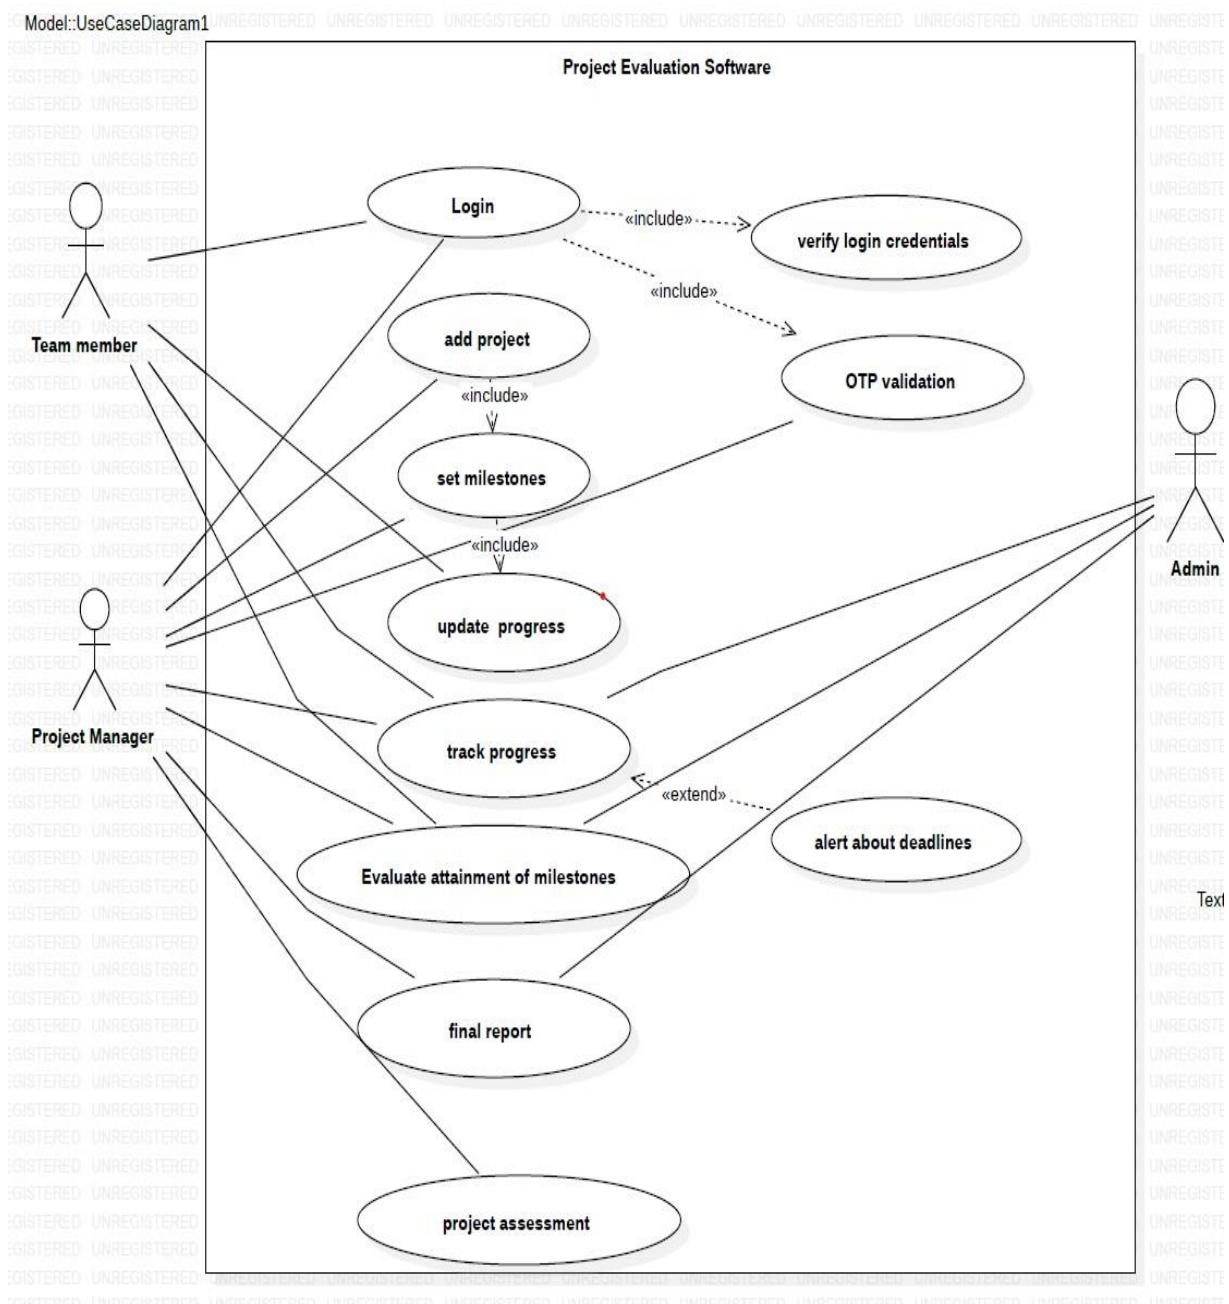 Model::UseCaseDiagram1
Project Evaluation Software
Login
«include»
verify login credentials
«include»
add project
Team member
OTP validation
«include»
set milestones
«include»
Admin
update  progress
Project Manager
track progress
«extend»
alert about deadlines
Evaluate attainment of milestones
Text
final report
project assessment
UNREGISTERED